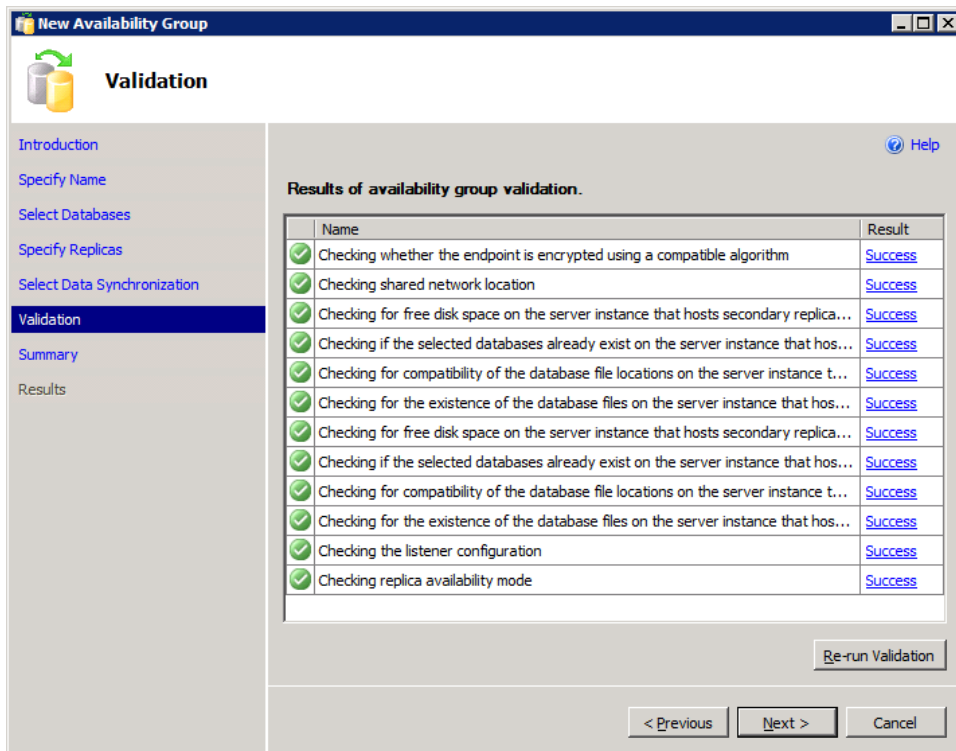 New Availability Group
Validation
Introduction
Specify Name
Select Databases
Specify Replicas
Select Data Synchronization
Validation
Summary
Results
Help
Results of availability group validation.
Name Result
Checking whether the endpoint is encrypted using a compatible algorithm Success
Checking shared network location Success
Checking for free disk space on the server instance that hosts secondary replica... Success
Checking if the selected databases already exist on the server instance that hos... Success
Checking for compatibility of the database file locations on the server instance t... Success
Checking for the existence of the database files on the server instance that hos... Success
Checking for free disk space on the server instance that hosts secondary replica... Success
Checking if the selected databases already exist on the server instance that hos... Success
Checking for compatibility of the database file locations on the server instance t... Success
Checking for the existence of the database files on the server instance that hos... Success
Checking the listener configuration Success
Checking replica availability mode Success
Re-run Validation
< Previous Next > Cancel